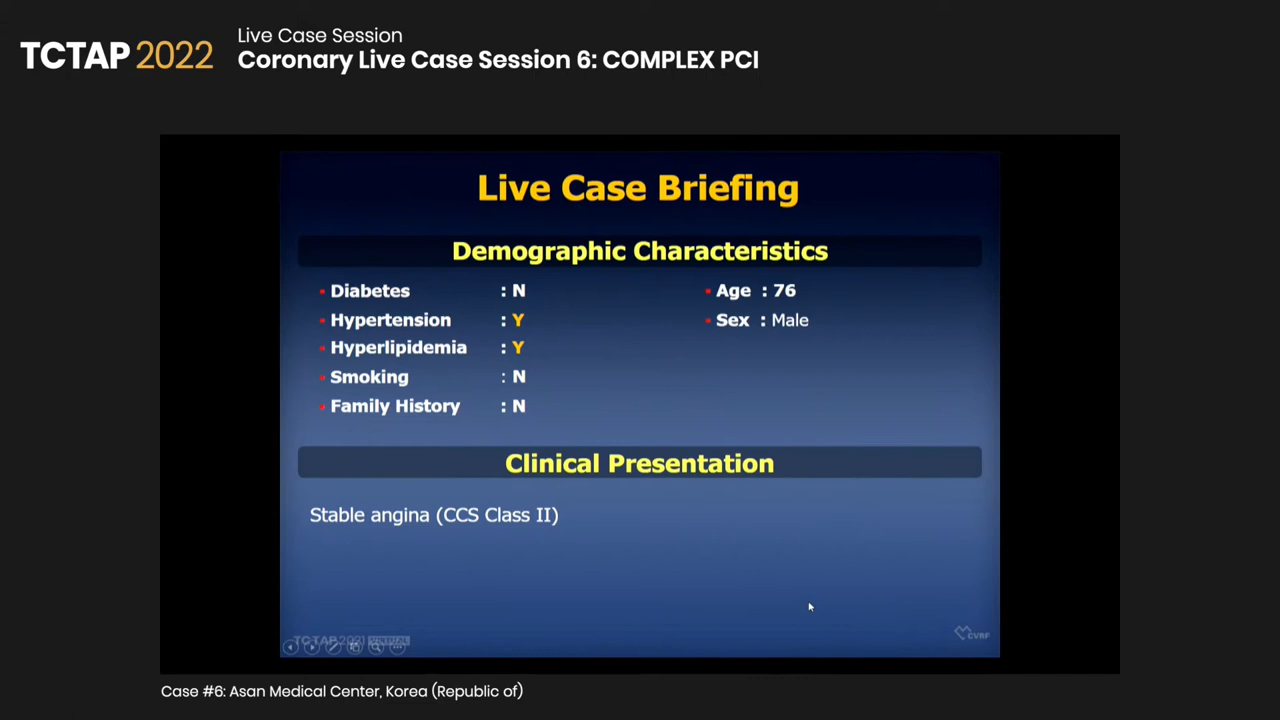 Live Case Session
TCTAP 2022
Coronary Live Case Session 6: COMPLEX PCI
Live Case Briefing
Demographic Characteristics
Diabetes : N
Hypertension : Y
Hyperlipidemia : Y
Smoking : N
Family History : N
Age : 76
Sex : Male
Clinical Presentation
Stable angina (CCS Class II)
CVRF
Case #6: Asan Medical Center, Korea (Republic of)